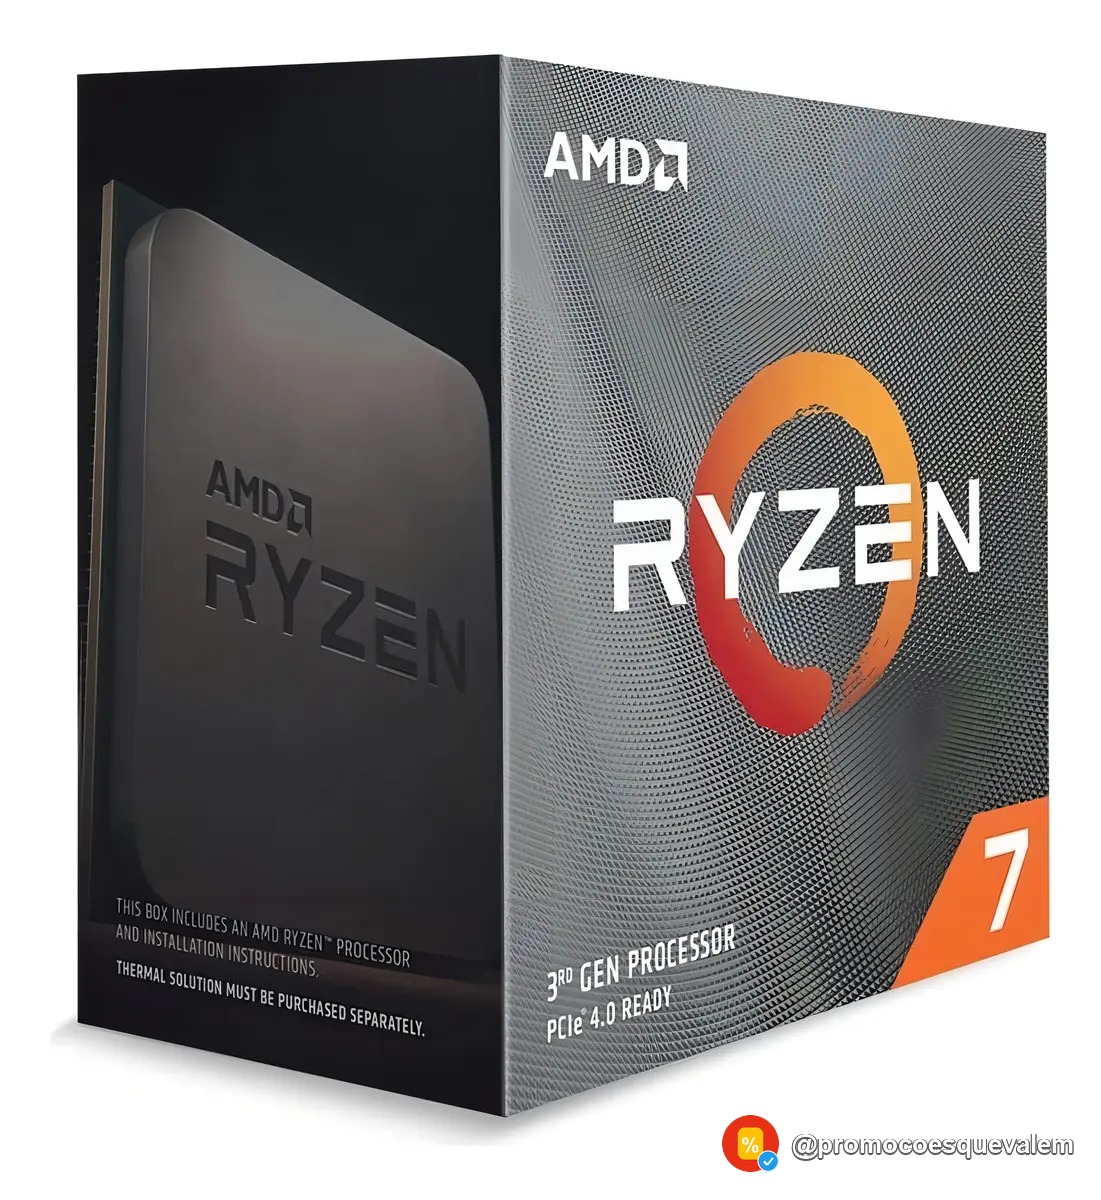 AMD
RYZEN
THIS BOX INCLUDES AN AMD RYZEN™ PROCESSOR
AND INSTALLATION INSTRUCTIONS.
THERMAL SOLUTION MUST BE PURCHASED SEPARATELY.
AMD
RYZEN
7
3RD GEN PROCESSOR
PCIe® 4.0 READY
%
@promocoesquevalem